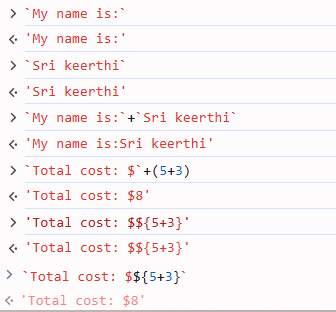 > `My name is:`
<· 'My name is:'
> `Sri keerthi`
<· 'Sri keerthi'
> `My name is:`+`Sri keerthi`
<· 'My name is:Sri keerthi'
> `Total cost: $`+(5+3)
<· 'Total cost: $8'
> 'Total cost: $${5+3}'
<· 'Total cost: $${5+3}'
> `Total cost: $${5+3}`
<· 'Total cost: $8'